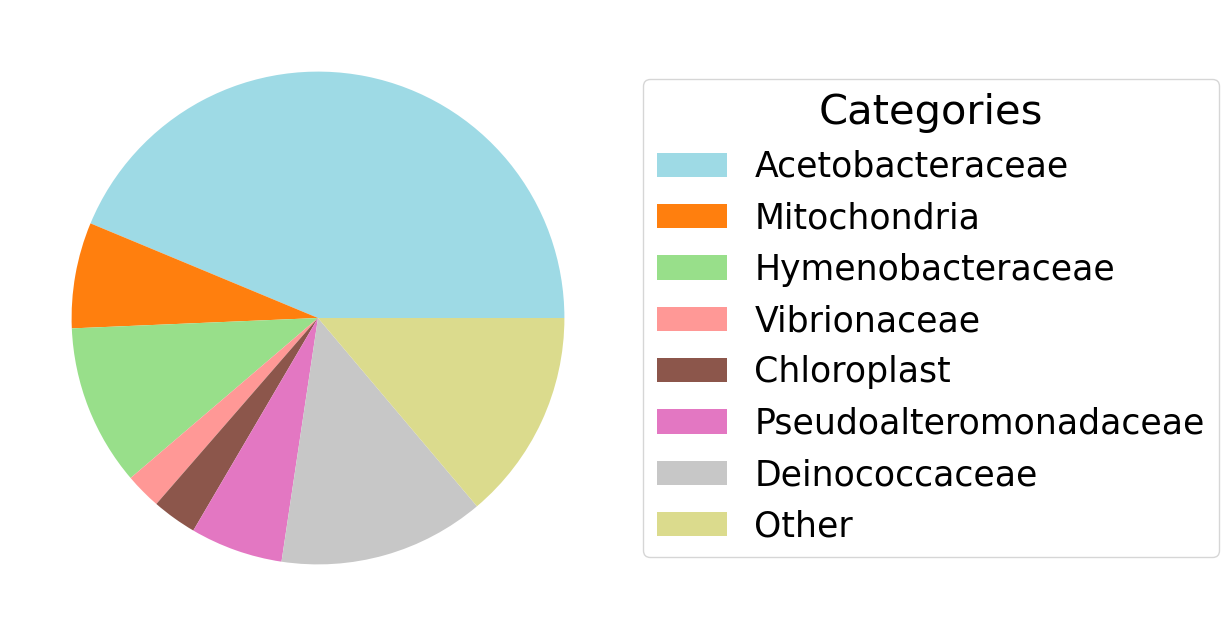 Categories
Acetobacteraceae
Mitochondria
Hymenobacteraceae
Vibrionaceae
Chloroplast
Pseudoalteromonadaceae
Deinococcaceae
Other